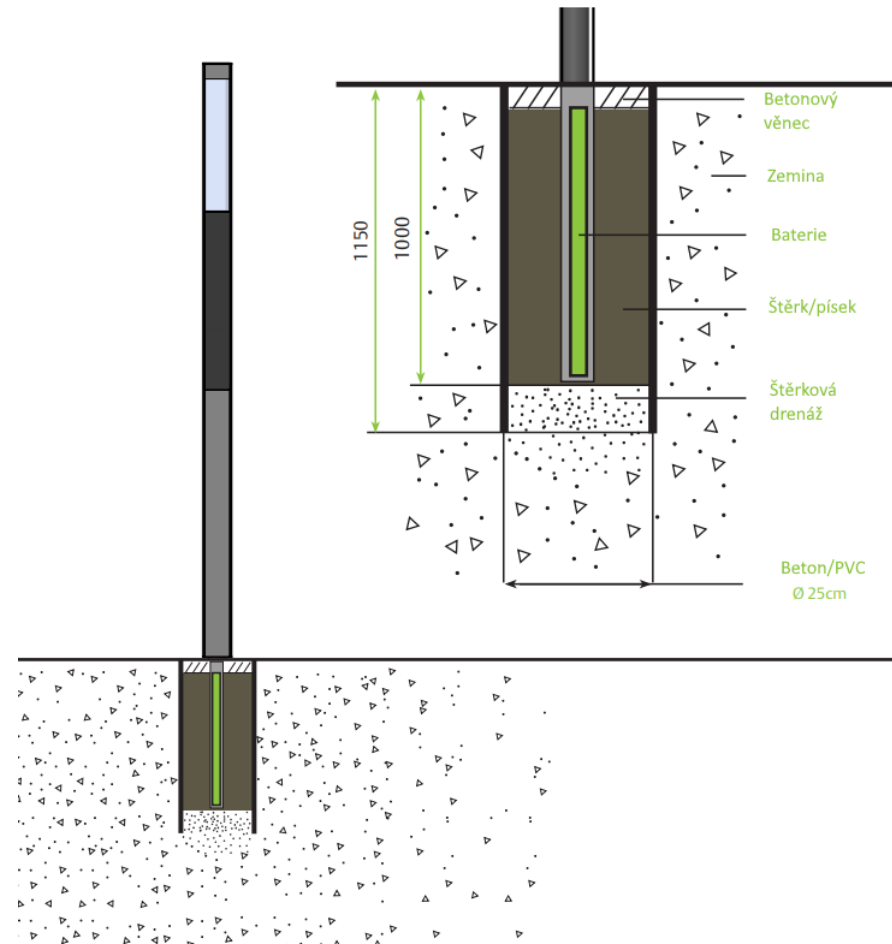 Betonový
věnec
Zemina
1150
1000
Baterie
Štěrk/písek
Štěrková
drenáž
Beton/PVC
Ø 25cm